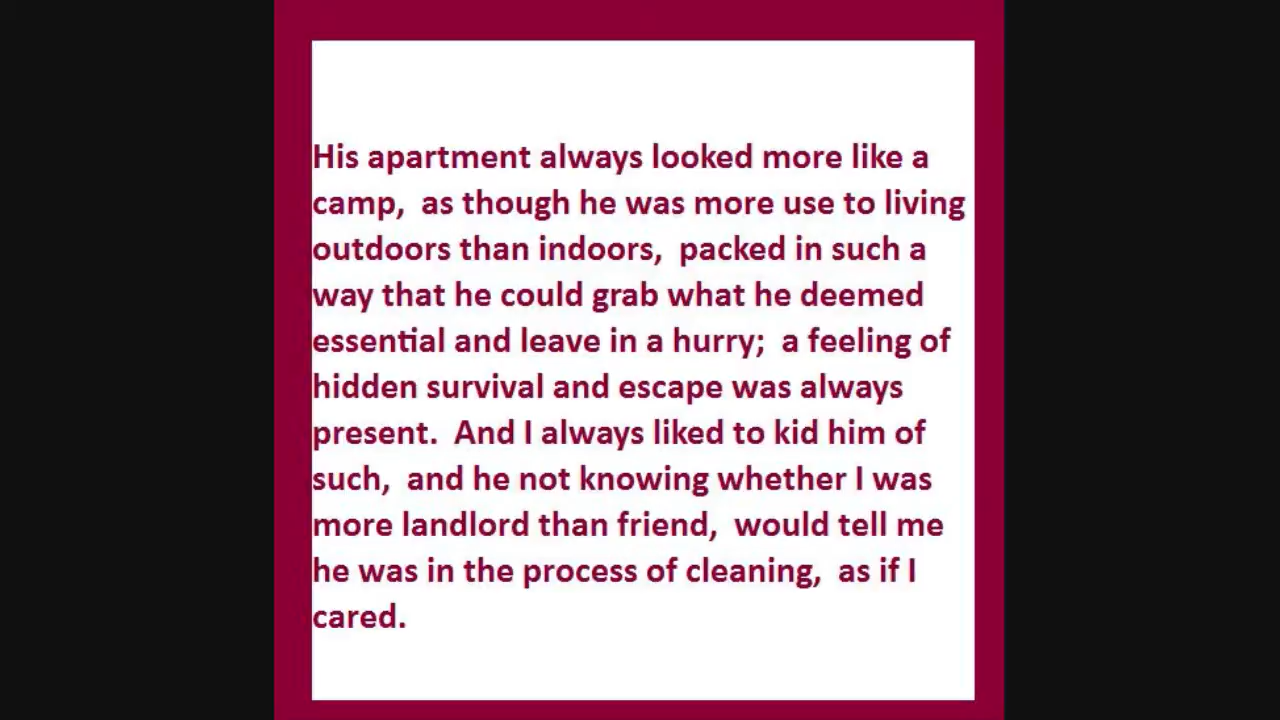 His apartment always looked more like a
camp,  as though he was more use to living
outdoors than indoors,  packed in such a
way that he could grab what he deemed
essential and leave in a hurry;  a feeling of
hidden survival and escape was always
present.  And I always liked to kid him of
such,  and he not knowing whether I was
more landlord than friend,  would tell me
he was in the process of cleaning,  as if I
cared.